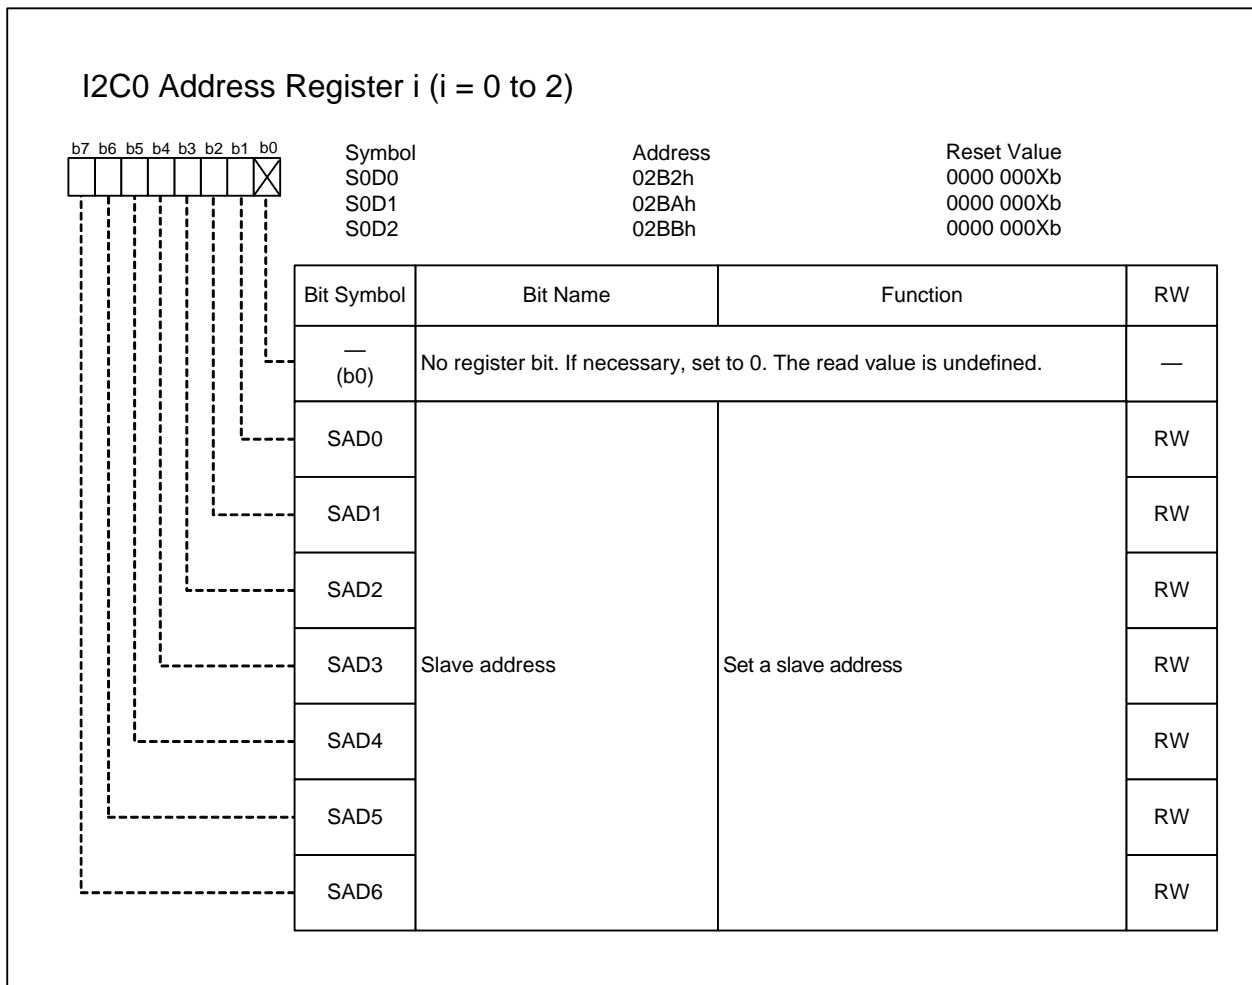 I2C0 Address Register i (i = 0 to 2)
b7 b6 b5 b4 b3 b2 b1 b0
Symbol Address Reset Value
S0D0 02B2h 0000 000Xb
S0D1 02BAh 0000 000Xb
S0D2 02BBh 0000 000Xb
Bit Symbol Bit Name Function RW
—
(b0)
No register bit. If necessary, set to 0. The read value is undefined.
—
SAD0 RW
SAD1 RW
SAD2 RW
SAD3 Slave address Set a slave address RW
SAD4 RW
SAD5 RW
SAD6 RW